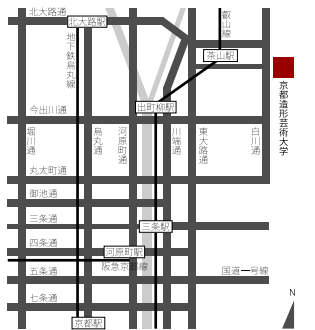 北大路通
北大路駅
叡山線
地下鉄烏丸線
茶山駅
京都造形芸術大学
出町柳駅
今出川通
堀川通
烏丸通
河原町通
川端通
東大路通
白川通
丸太町通
御池通
三条通
三条駅
四条通
河原町駅
阪急京都線
五条通
国道一号線
七条通
京都駅
N